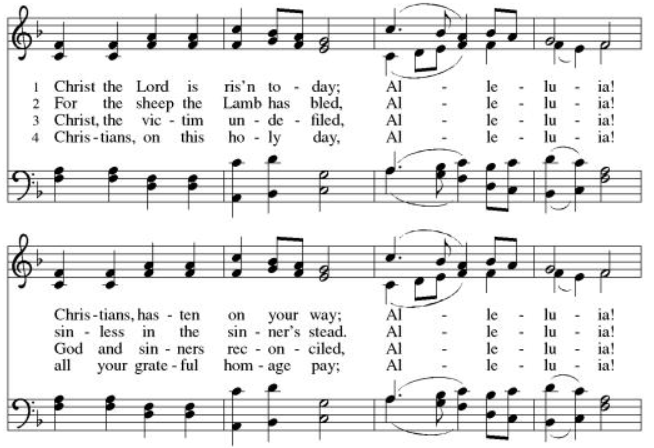 1 Christ the Lord is ris'n to - day; Al - le - lu - ia!
2 For the sheep the Lamb has bled, Al - le - lu - ia!
3 Christ, the vic - tim un - de - filed, Al - le - lu - ia!
4 Chris - tians, on this ho - ly day, Al - le - lu - ia!
Chris - tians, has - ten on your way; Al - le - lu - ia!
sin - less in the sin - ner's stead. Al - le - lu - ia!
God and sin - ners rec - on - ciled, Al - le - lu - ia!
all your grate - ful hom - age pay; Al - le - lu - ia!